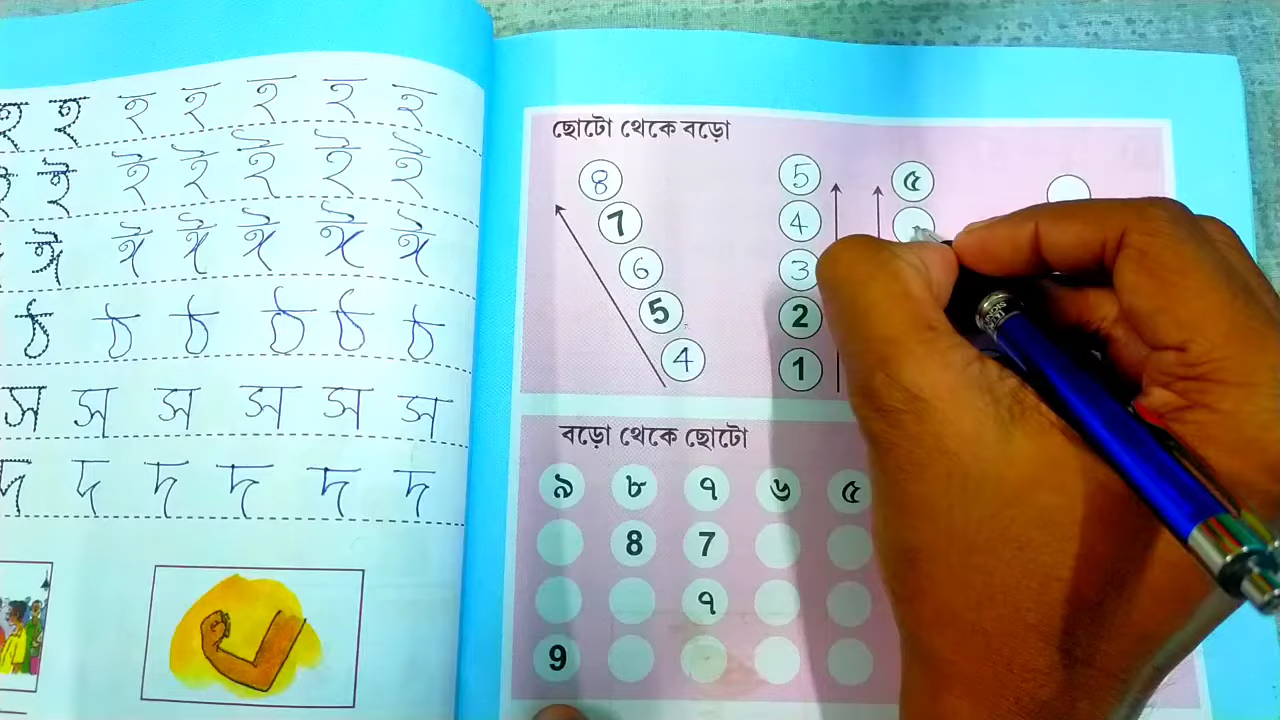 হ হ হ হ হ হ হ
ই ই ই ই ই ই ই
ঈ ঈ ঈ ঈ ঈ ঈ
ঠ ঠ ঠ ঠ ঠ ঠ
স স স স স স
দ দ দ দ দ দ
ছোটো থেকে বড়ো
8 5 ৫
7 4
6 3
5 2
4 1
বড়ো থেকে ছোটো
৯ ৮ ৭ ৬ ৫
8 7
৭
9